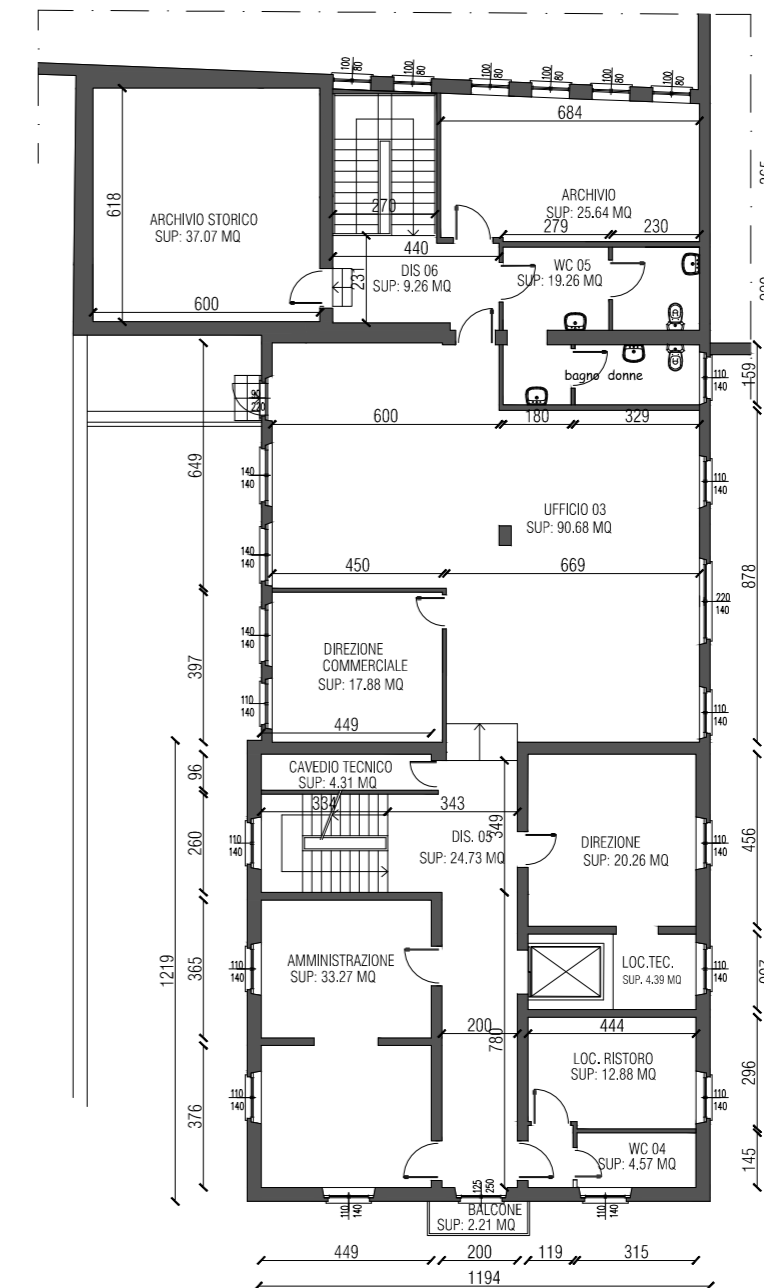 100 80
100 80
100 80
100 80
100 80
100 80
684
618
ARCHIVIO STORICO
SUP: 37.07 MQ
600
270
440
231
DIS 06
SUP: 9.26 MQ
ARCHIVIO
SUP: 25.64 MQ
279
230
WC 05
SUP: 19.26 MQ
bagno donne
110
140
159
600
180
329
649
140
140
110
140
UFFICIO 03
SUP: 90.68 MQ
140
140
450
669
220
140
878
140
140
DIREZIONE
COMMERCIALE
SUP: 17.88 MQ
397
110
140
449
110
140
96
CAVEDIO TECNICO
SUP: 4.31 MQ
334
343
349
260
110
140
DIS. 05
SUP: 24.73 MQ
DIREZIONE
SUP: 20.26 MQ
110
140
456
1219
365
110
140
AMMINISTRAZIONE
SUP: 33.27 MQ
LOC.TEC.
SUP. 4.39 MQ
110
140
200
780
444
LOC. RISTORO
SUP: 12.88 MQ
296
376
110
140
110
140
WC 04
SUP: 4.57 MQ
145
110
140
125
250
110
140
BALCONE
SUP: 2.21 MQ
449
200
119
315
1194